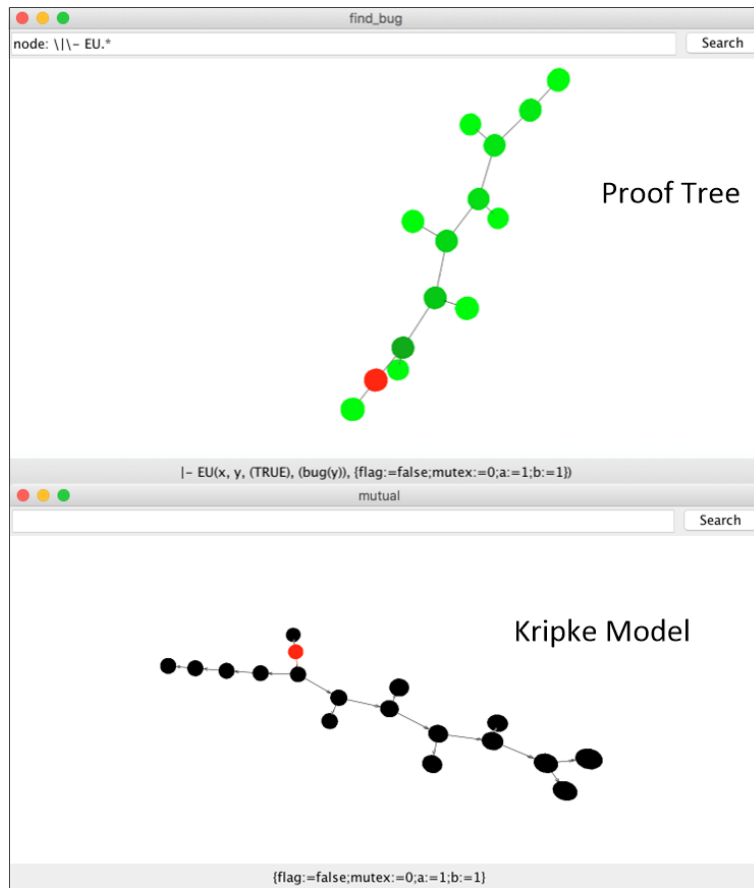 find_bug
node: \|\- EU.*
Search
Proof Tree
|- EU(x, y, (TRUE), (bug(y)), {flag:=false;mutex:=0;a:=1;b:=1})
mutual
Search
Kripke Model
{flag:=false;mutex:=0;a:=1;b:=1}